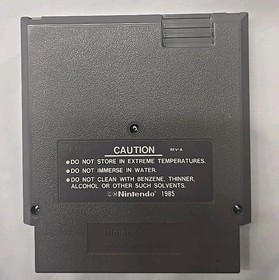 CAUTION REV-A
• DO NOT STORE IN EXTREME TEMPERATURES.
• DO NOT IMMERSE IN WATER.
• DO NOT CLEAN WITH BENZENE, THINNER,
ALCOHOL OR OTHER SUCH SOLVENTS.
©Nintendo 1985